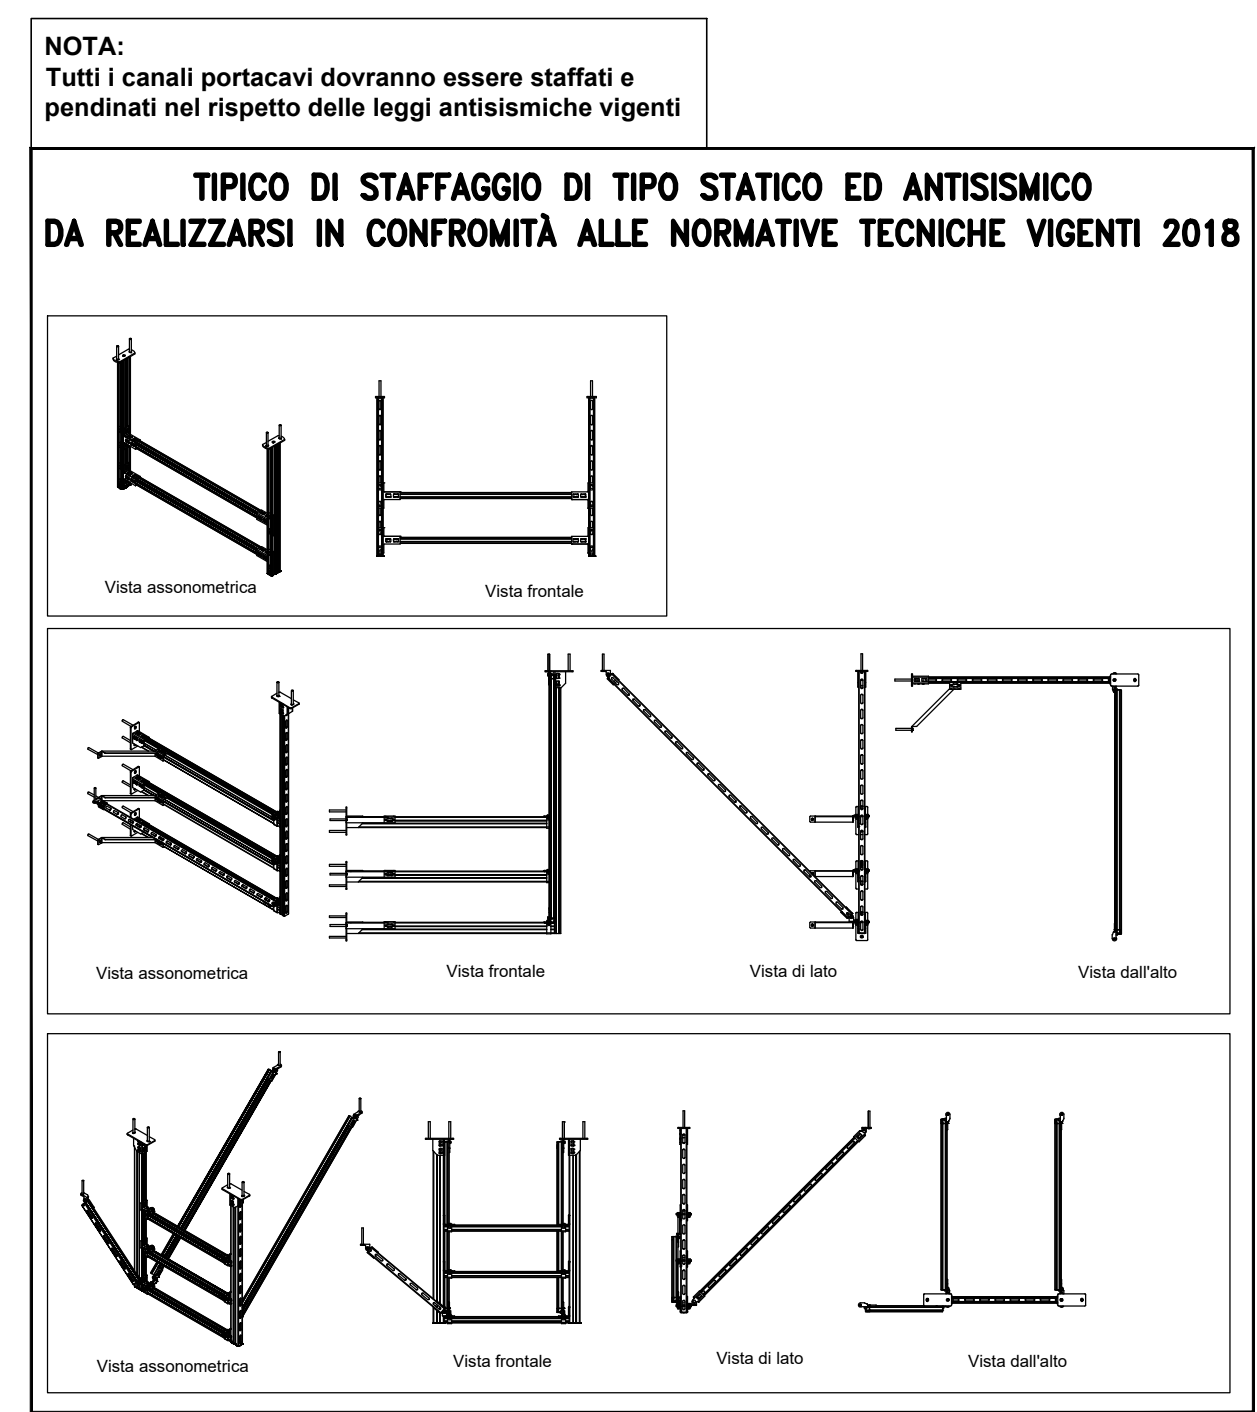 NOTA:
Tutti i canali portacavi dovranno essere staffati e
pendinati nel rispetto delle leggi antisismiche vigenti
TIPICO DI STAFFAGGIO DI TIPO STATICO ED ANTISISMICO
DA REALIZZARSI IN CONFROMITÀ ALLE NORMATIVE TECNICHE VIGENTI 2018
Vista assonometrica
Vista frontale
Vista assonometrica
Vista frontale
Vista di lato
Vista dall'alto
Vista assonometrica
Vista frontale
Vista di lato
Vista dall'alto